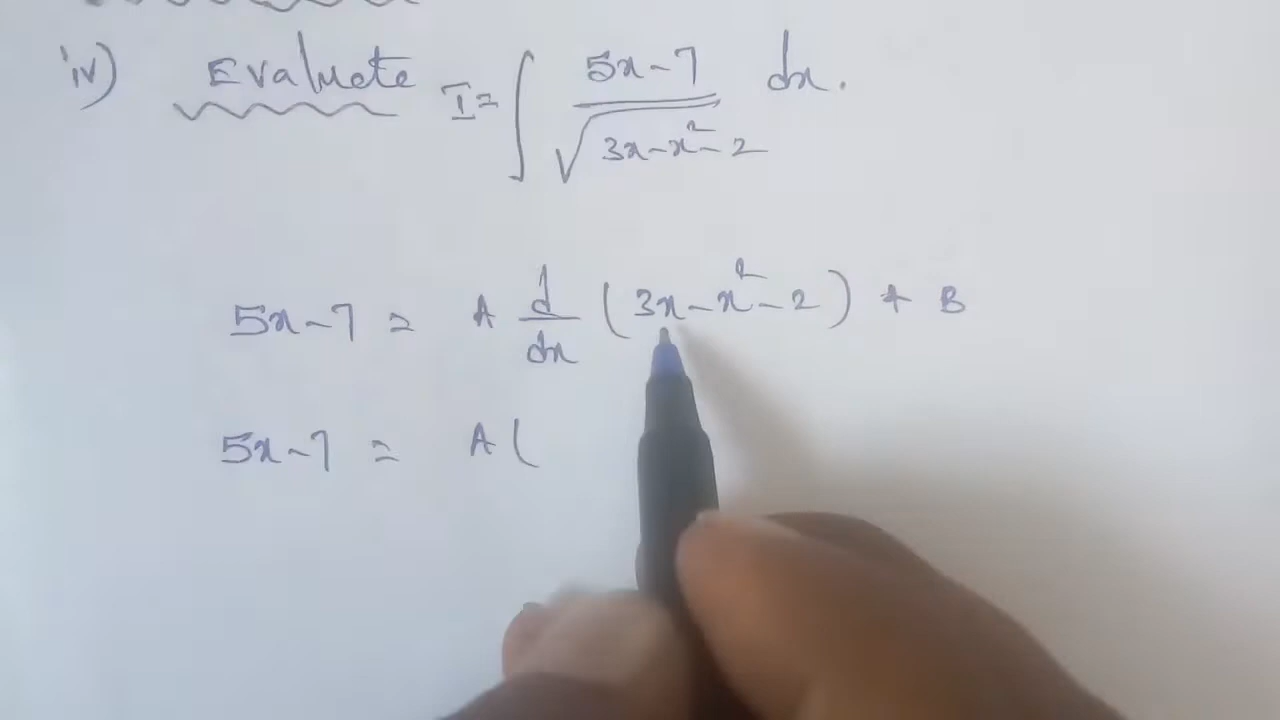 iv) Evaluate I = ∫ (5x-7)/√(3x-x²-2) dx.
5x-7 = A d/dx (3x-x²-2) + B
5x-7 = A (